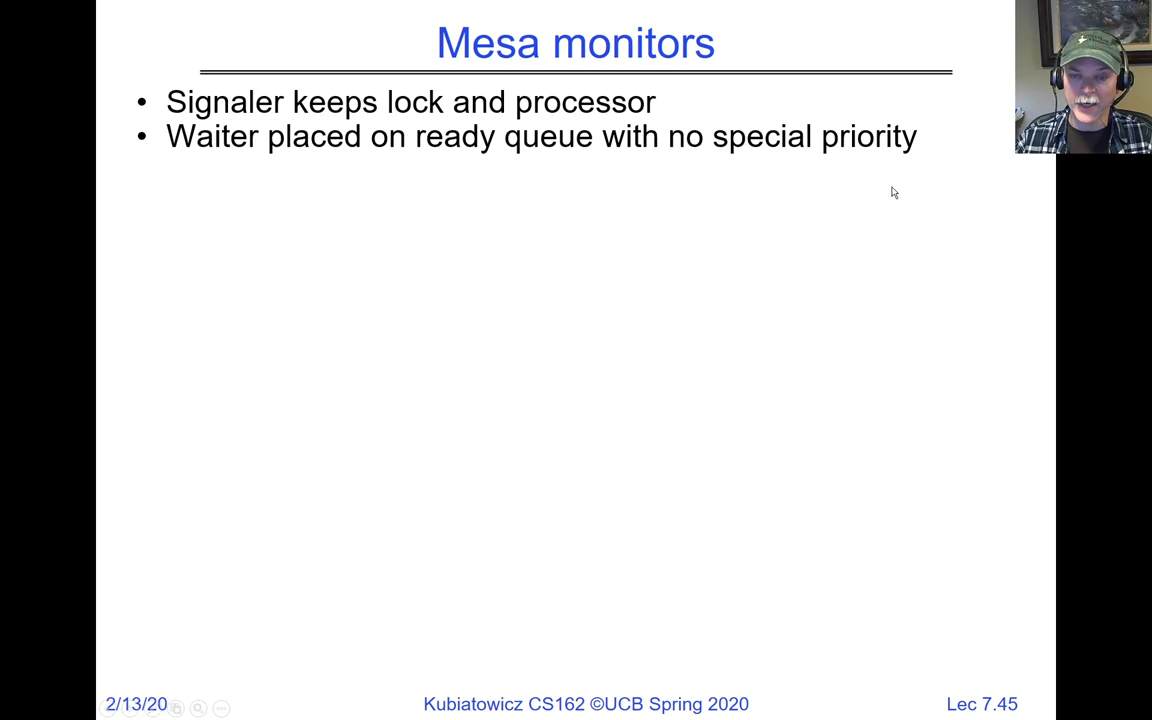 Mesa monitors
• Signaler keeps lock and processor
• Waiter placed on ready queue with no special priority
2/13/20
Kubiatowicz CS162 ©UCB Spring 2020
Lec 7.45